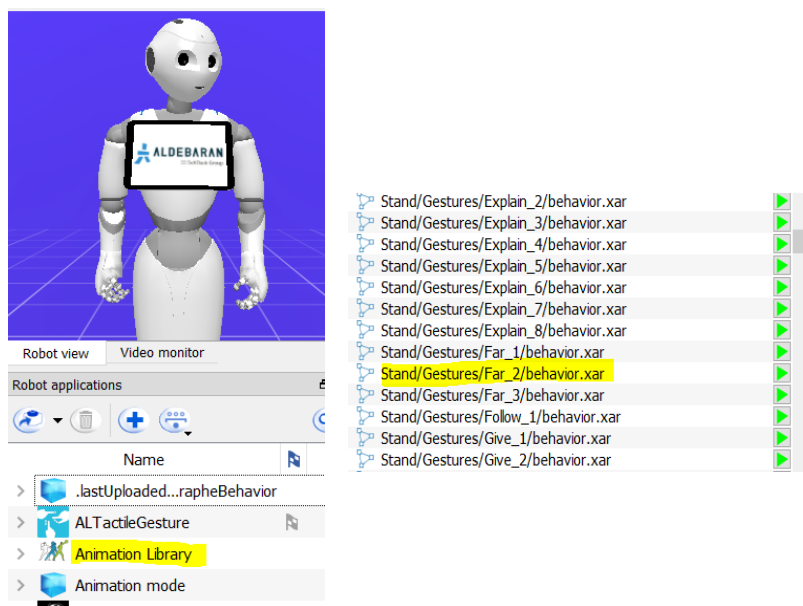 ALDEBARAN
Robot view
Video monitor
Robot applications
Name
.lastUploaded...rapheBehavior
ALTactileGesture
Animation Library
Animation mode
Stand/Gestures/Explain_2/behavior.xar
Stand/Gestures/Explain_3/behavior.xar
Stand/Gestures/Explain_4/behavior.xar
Stand/Gestures/Explain_5/behavior.xar
Stand/Gestures/Explain_6/behavior.xar
Stand/Gestures/Explain_7/behavior.xar
Stand/Gestures/Explain_8/behavior.xar
Stand/Gestures/Far_1/behavior.xar
Stand/Gestures/Far_2/behavior.xar
Stand/Gestures/Far_3/behavior.xar
Stand/Gestures/Follow_1/behavior.xar
Stand/Gestures/Give_1/behavior.xar
Stand/Gestures/Give_2/behavior.xar